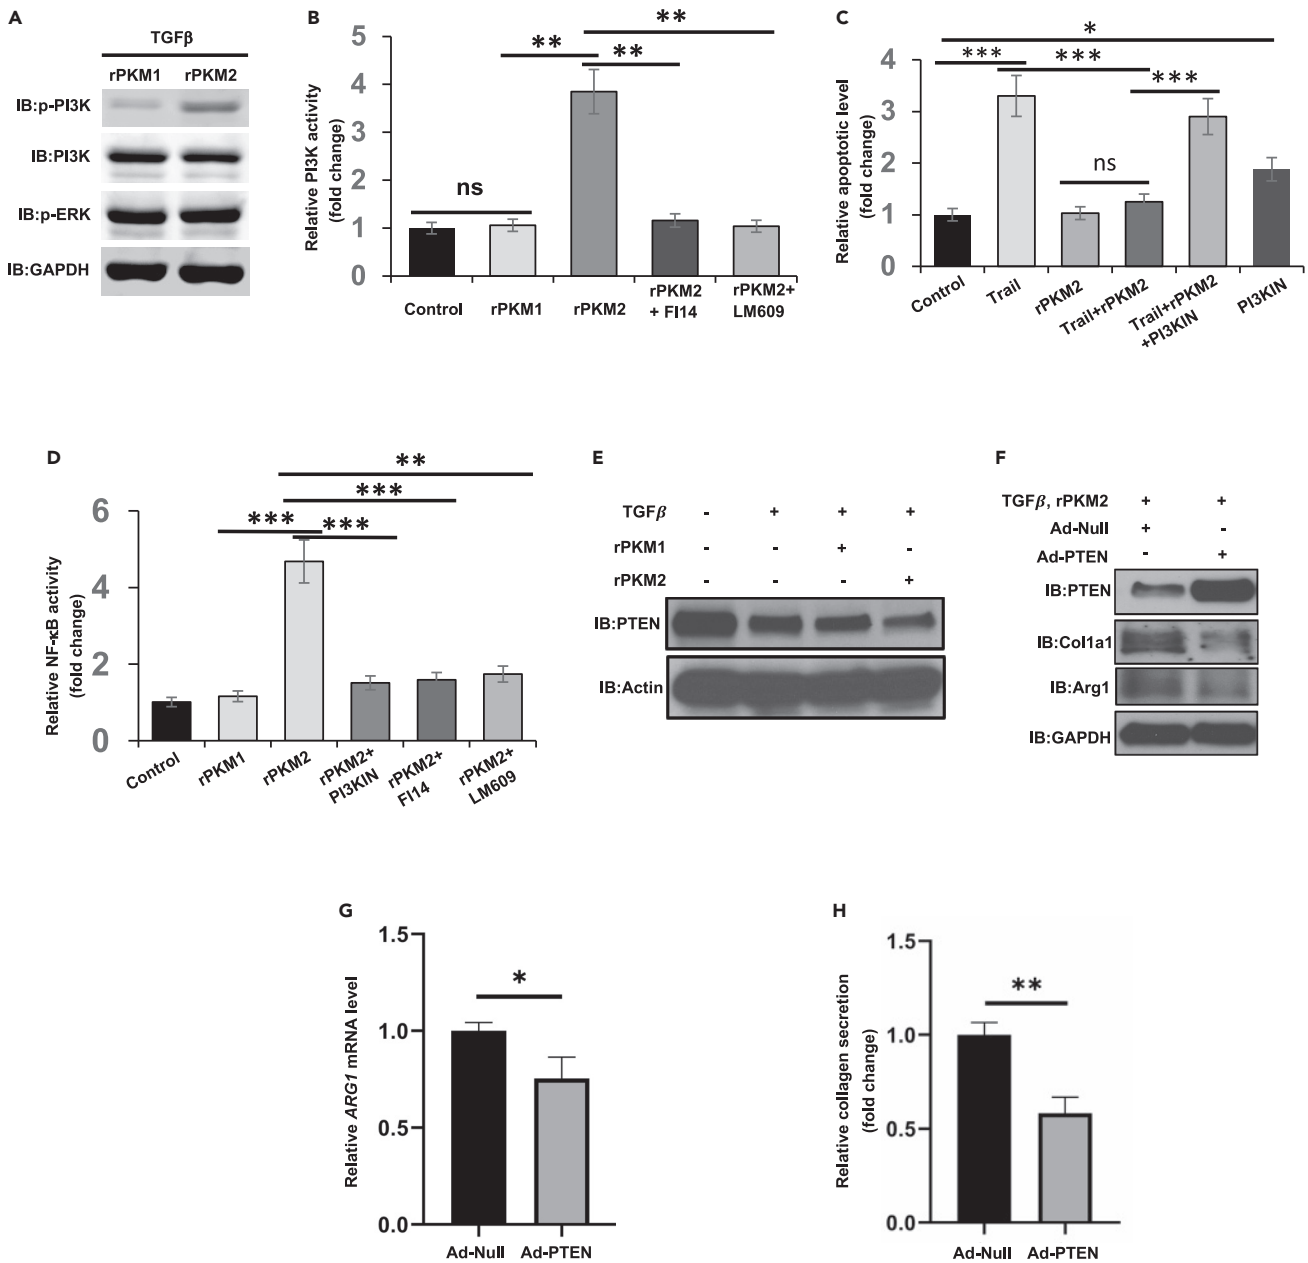 A
TGFβ
rPKM1 rPKM2
IB:p-PI3K
IB:PI3K
IB:p-ERK
IB:GAPDH
B
Relative PI3K activity
(fold change)
5
4
3
2
1
0
**
**
**
ns
Control
rPKM1
rPKM2
rPKM2
+ FI14
rPKM2+
LM609
C
Relative apoptotic level
(fold change)
4
3
2
1
0
*
***
***
***
ns
Control
Trail
rPKM2
Trail+rPKM2
Trail+rPKM2
+PI3KIN
PI3KIN
D
Relative NF-κB activity
(fold change)
6
4
2
0
**
***
***
***
Control
rPKM1
rPKM2
rPKM2+
PI3KIN
rPKM2+
FI14
rPKM2+
LM609
E
TGFβ - + + +
rPKM1 - - + -
rPKM2 - - - +
IB:PTEN
IB:Actin
F
TGFβ, rPKM2 + +
Ad-Null + -
Ad-PTEN - +
IB:PTEN
IB:Col1a1
IB:Arg1
IB:GAPDH
G
Relative ARG1 mRNA level
1.5
1.0
0.5
0.0
*
Ad-Null Ad-PTEN
H
Relative collagen secretion
(fold change)
1.5
1.0
0.5
0.0
**
Ad-Null Ad-PTEN